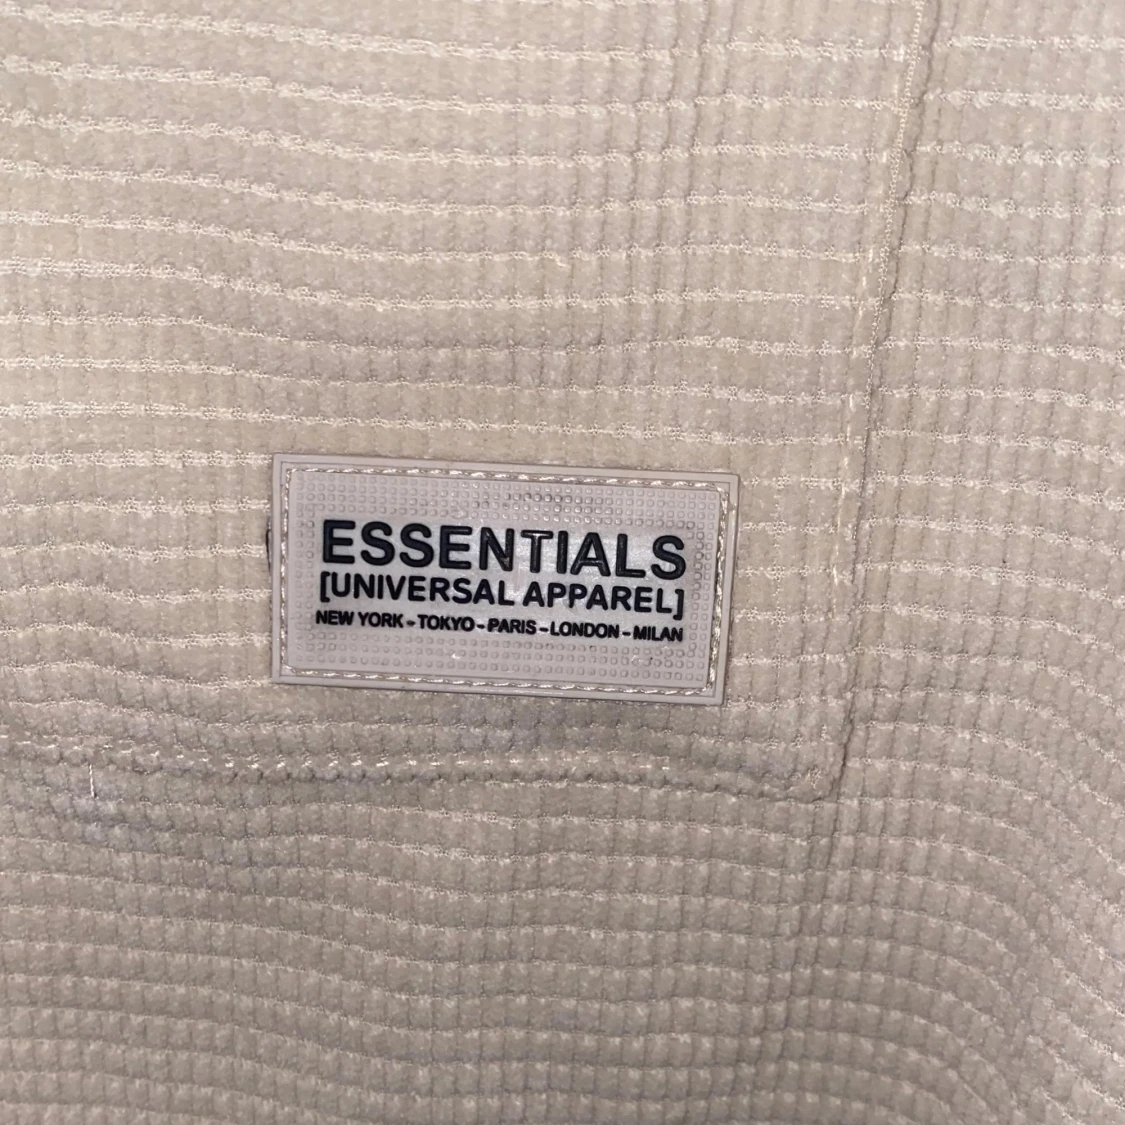 ESSENTIALS
[UNIVERSAL APPAREL]
NEW YORK - TOKYO - PARIS - LONDON - MILAN